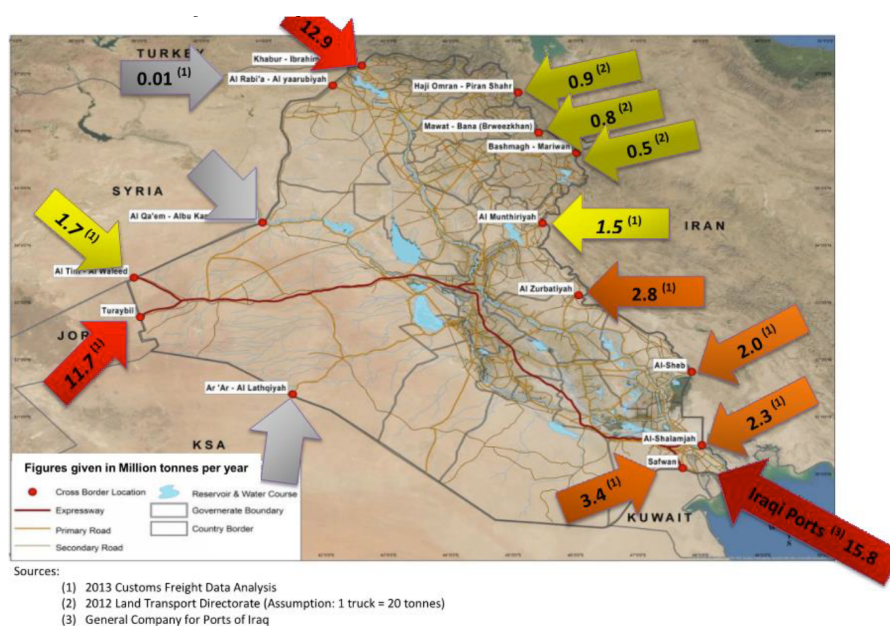 TURKEY
12.9
Khabur - Ibrahim
0.01 (1)
Al Rabi'a - Al yaarubiyah
Haji Omran - Piran Shahr
0.9 (2)
Mawat - Bana (Brweezkhan)
0.8 (2)
Bashmagh - Mariwan
0.5 (2)
SYRIA
Al Qa'em - Albu Kam
Al Munthiriyah
1.5 (1)
IRAN
1.7 (1)
Al Tinf - Al Waleed
Al Zurbatiyah
2.8 (1)
Turaybil
JOR
11.7 (1)
2.0 (1)
Al-Sheb
Ar 'Ar - Al Lathqiyah
2.3 (1)
KSA
Al-Shalamjah
Safwan
3.4 (1)
KUWAIT
Iraqi Ports (3) 15.8
Figures given in Million tonnes per year
Cross Border Location
Reservoir & Water Course
Expressway
Governerate Boundary
Primary Road
Country Border
Secondary Road
Sources:
(1) 2013 Customs Freight Data Analysis
(2) 2012 Land Transport Directorate (Assumption: 1 truck = 20 tonnes)
(3) General Company for Ports of Iraq